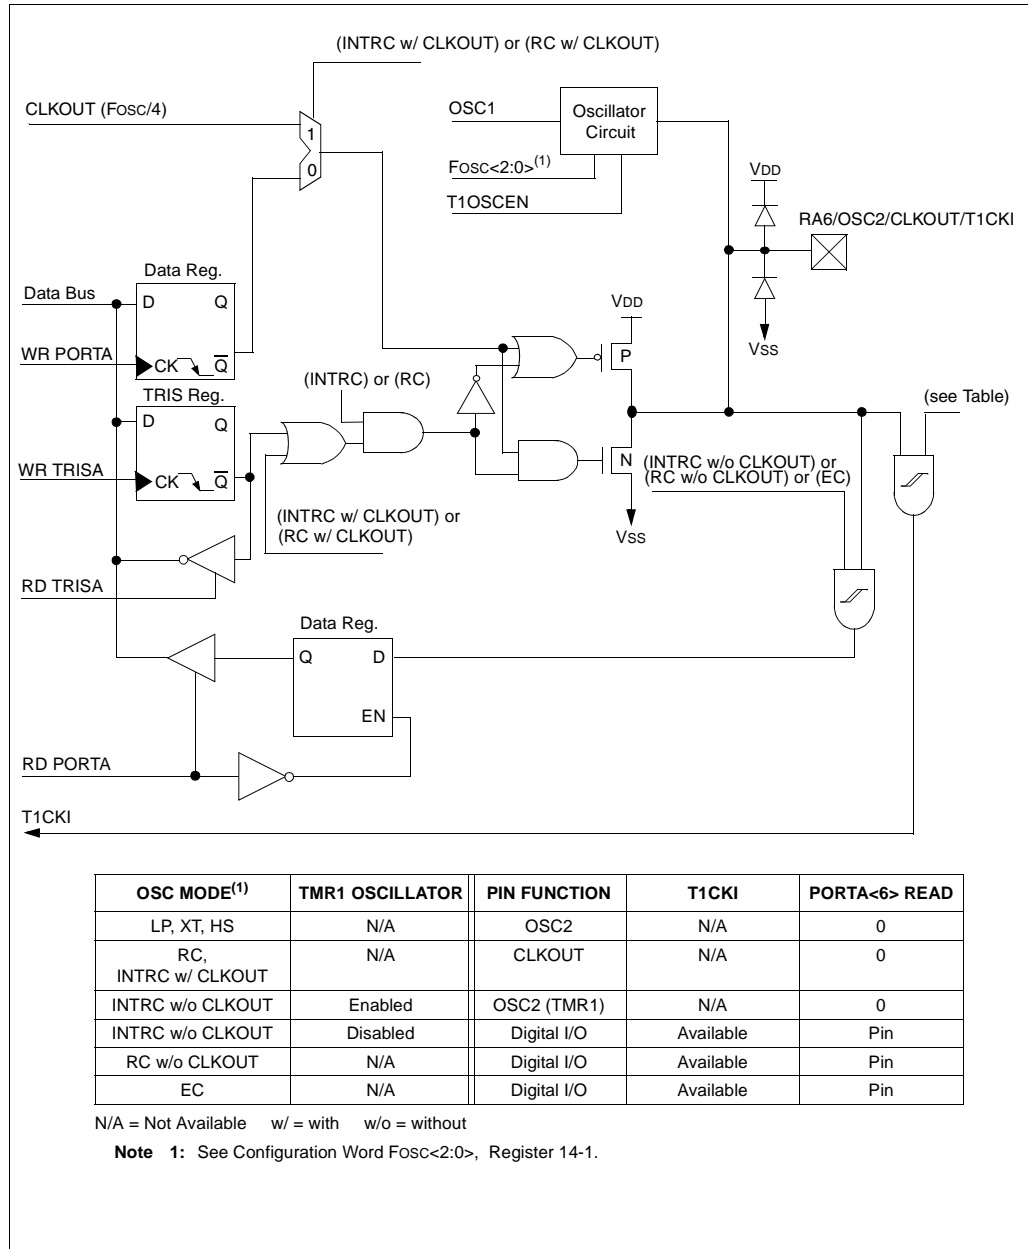 (INTRC w/ CLKOUT) or (RC w/ CLKOUT)
CLKOUT (FOSC/4)
1
0
OSC1
Oscillator
Circuit
FOSC<2:0>(1)
T1OSCEN
VDD
RA6/OSC2/CLKOUT/T1CKI
VSS
Data Reg.
Data Bus
D
Q
WR PORTA
CK
Q̅
TRIS Reg.
D
Q
WR TRISA
CK
Q̅
(INTRC) or (RC)
VDD
P
N
VSS
(see Table)
(INTRC w/o CLKOUT) or
(RC w/o CLKOUT) or (EC)
(INTRC w/ CLKOUT) or
(RC w/ CLKOUT)
RD TRISA
Data Reg.
Q
D
EN
RD PORTA
T1CKI
OSC MODE(1) TMR1 OSCILLATOR PIN FUNCTION T1CKI PORTA<6> READ
LP, XT, HS N/A OSC2 N/A 0
RC,
INTRC w/ CLKOUT N/A CLKOUT N/A 0
INTRC w/o CLKOUT Enabled OSC2 (TMR1) N/A 0
INTRC w/o CLKOUT Disabled Digital I/O Available Pin
RC w/o CLKOUT N/A Digital I/O Available Pin
EC N/A Digital I/O Available Pin
N/A = Not Available w/ = with w/o = without
Note 1: See Configuration Word FOSC<2:0>, Register 14-1.